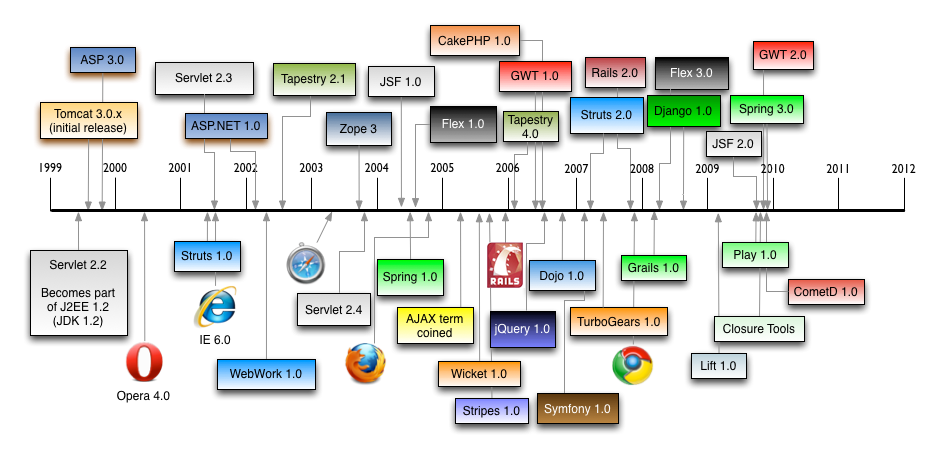 CakePHP 1.0
ASP 3.0
Servlet 2.3
Tapestry 2.1
JSF 1.0
GWT 1.0
Rails 2.0
Flex 3.0
GWT 2.0
Tomcat 3.0.x
(initial release)
ASP.NET 1.0
Zope 3
Flex 1.0
Tapestry
4.0
Struts 2.0
Django 1.0
Spring 3.0
JSF 2.0
1999 2000 2001 2002 2003 2004 2005 2006 2007 2008 2009 2010 2011 2012
Servlet 2.2
Becomes part
of J2EE 1.2
(JDK 1.2)
Struts 1.0
IE 6.0
Opera 4.0
WebWork 1.0
Servlet 2.4
Spring 1.0
AJAX term
coined
RAILS
jQuery 1.0
Dojo 1.0
Grails 1.0
TurboGears 1.0
Wicket 1.0
Stripes 1.0
Symfony 1.0
Play 1.0
CometD 1.0
Closure Tools
Lift 1.0